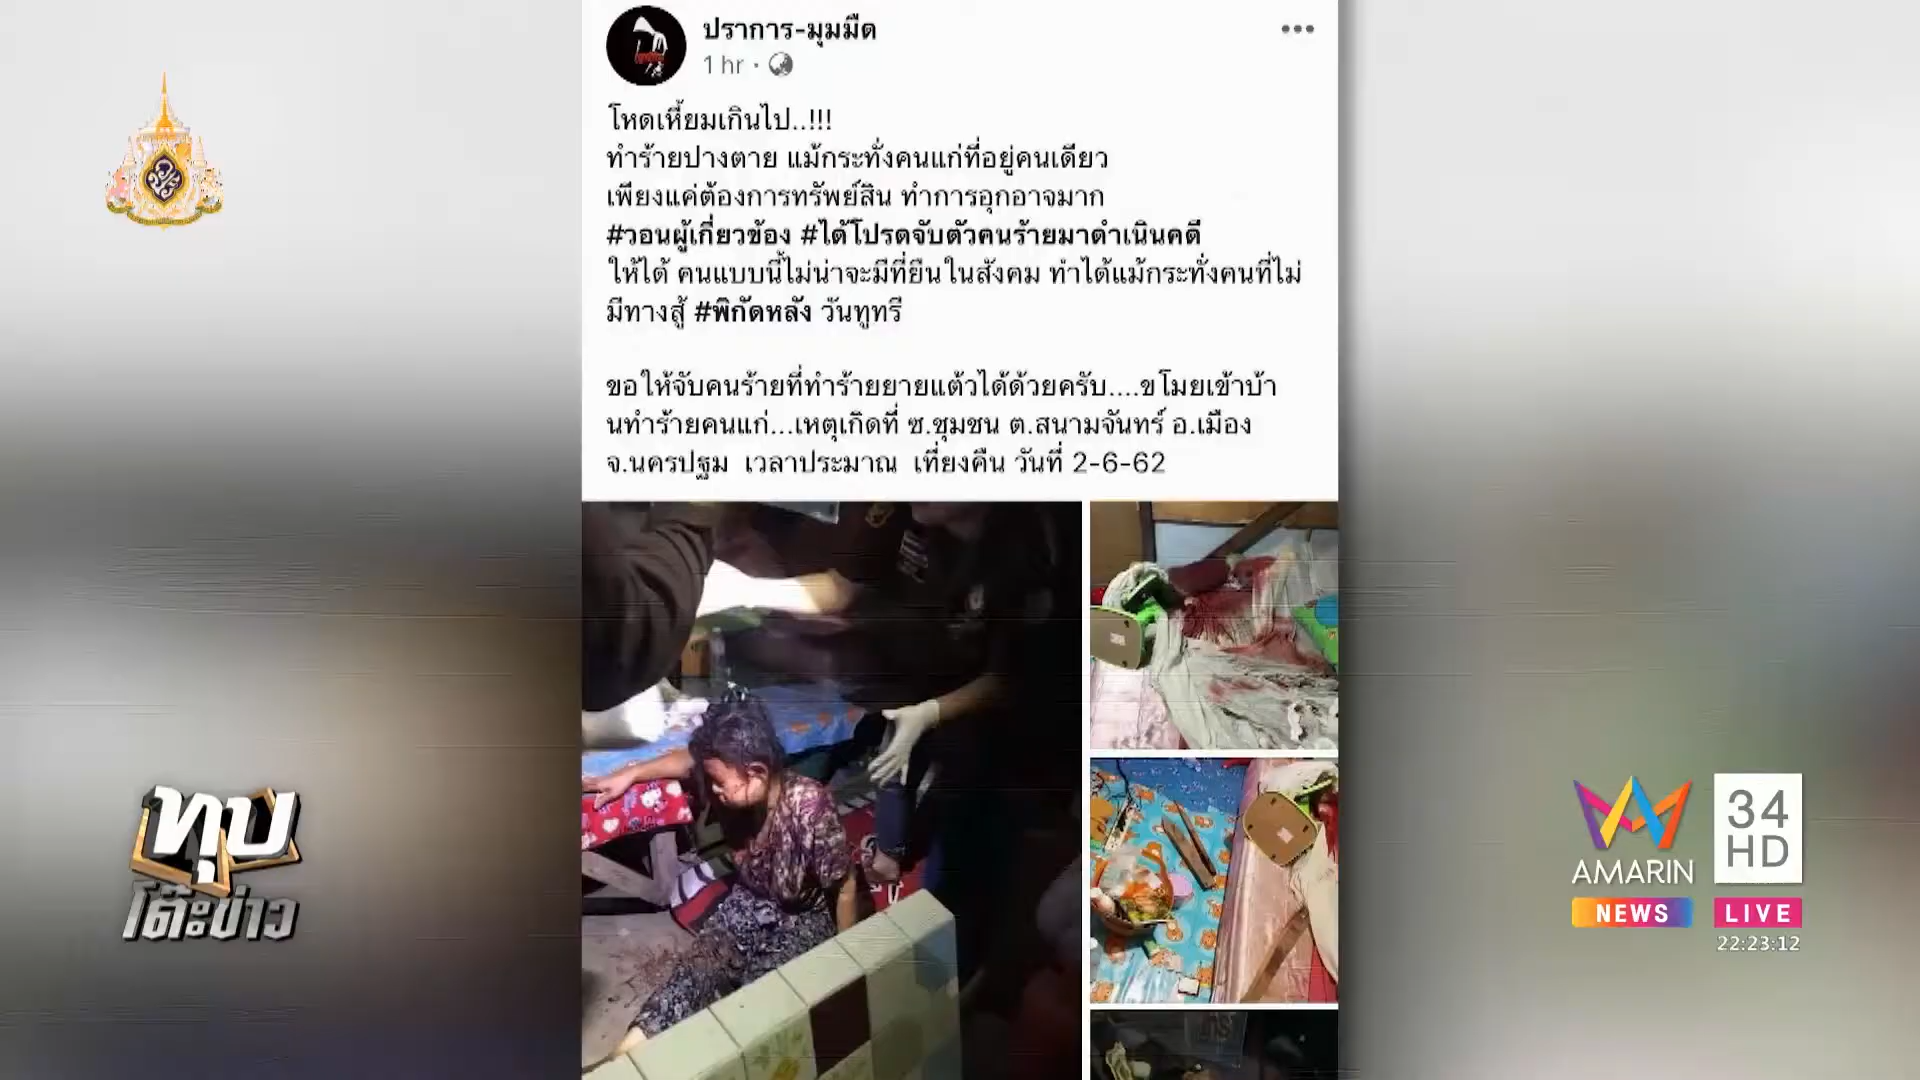 ปราการ-มุมมืด
1 hr ·
โหดเหี้ยมเกินไป..!!!
ทำร้ายปางตาย แม้กระทั่งคนแก่ที่อยู่คนเดียว
เพียงแค่ต้องการทรัพย์สิน ทำการอุกอาจมาก
#วอนผู้เกี่ยวข้อง #ได้โปรดจับตัวคนร้ายมาดำเนินคดี
ให้ได้ คนแบบนี้ไม่น่าจะมีที่ยืนในสังคม ทำได้แม้กระทั่งคนที่ไม่
มีทางสู้ #พิกัดหลัง วันทูทรี
ขอให้จับคนร้ายที่ทำร้ายยายแต้วได้ด้วยครับ....ขโมยเข้าบ้า
นทำร้ายคนแก่...เหตุเกิดที่ ซ.ชุมชน ต.สนามจันทร์ อ.เมือง
จ.นครปฐม เวลาประมาณ เที่ยงคืน วันที่ 2-6-62
ทุบ
โต๊ะข่าว
AMARIN
NEWS
34
HD
LIVE
22:23:12